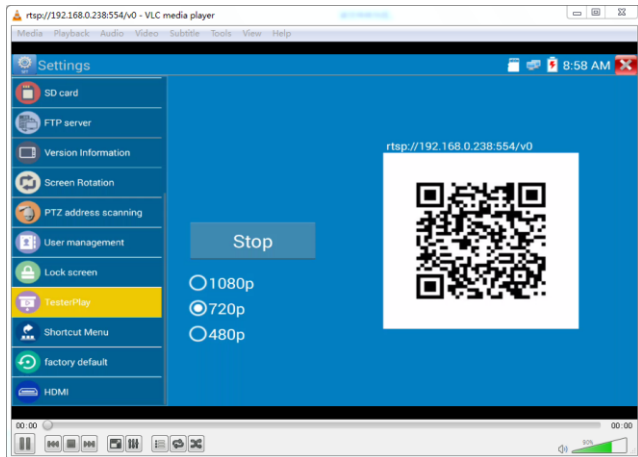 rtsp://192.168.0.238:554/v0 - VLC media player
Media Playback Audio Video Subtitle Tools View Help
Settings
8:58 AM
SD card
FTP server
Version Information
Screen Rotation
PTZ address scanning
User management
Lock screen
TesterPlay
Shortcut Menu
factory default
HDMI
rtsp://192.168.0.238:554/v0
Stop
1080p
720p
480p
00:00
00:00
90%